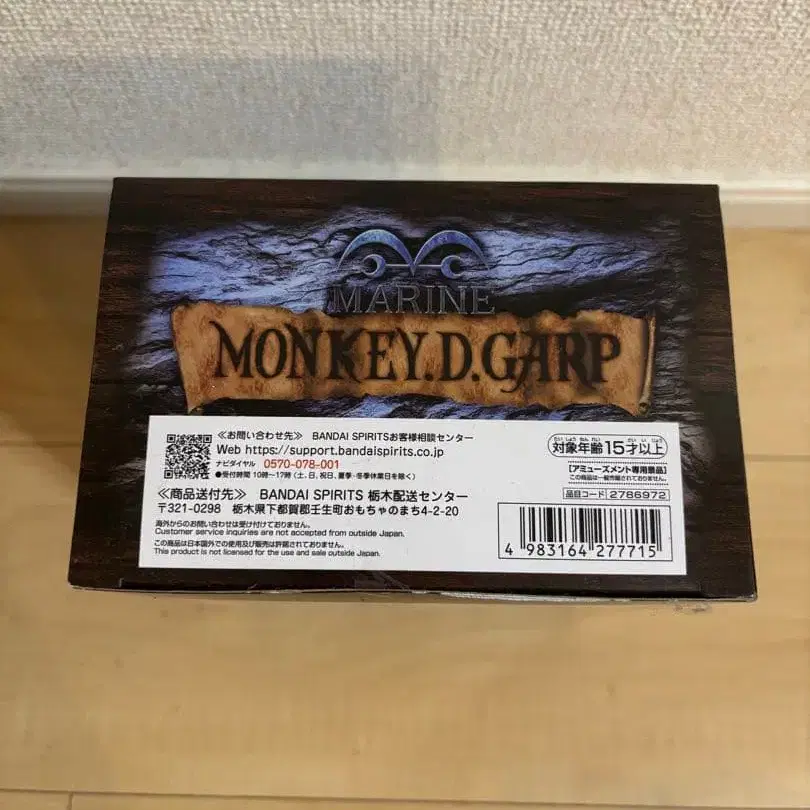 MARINE
MONKEY.D.GARP
≪お問い合わせ先≫ BANDAI SPIRITSお客様相談センター
Web https://support.bandaispirits.co.jp
ナビダイヤル 0570-078-001
●受付時間 10時~17時(土、日、祝日、夏季・冬季休業日を除く)
≪商品送付先≫ BANDAI SPIRITS 栃木配送センター
〒321-0298 栃木県下都賀郡壬生町おもちゃのまち4-2-20
海外からのお問い合わせは受け付けておりません。
Customer service inquiries are not accepted from outside Japan.
この商品は日本国外での使用及び販売は許諾されておりません。
This product is not licensed for the use and sale outside Japan.
対象年齢15才以上
【アミューズメント専用景品】
この商品は一般市販されておりません。
品目コード 2786972
4 983164 277715